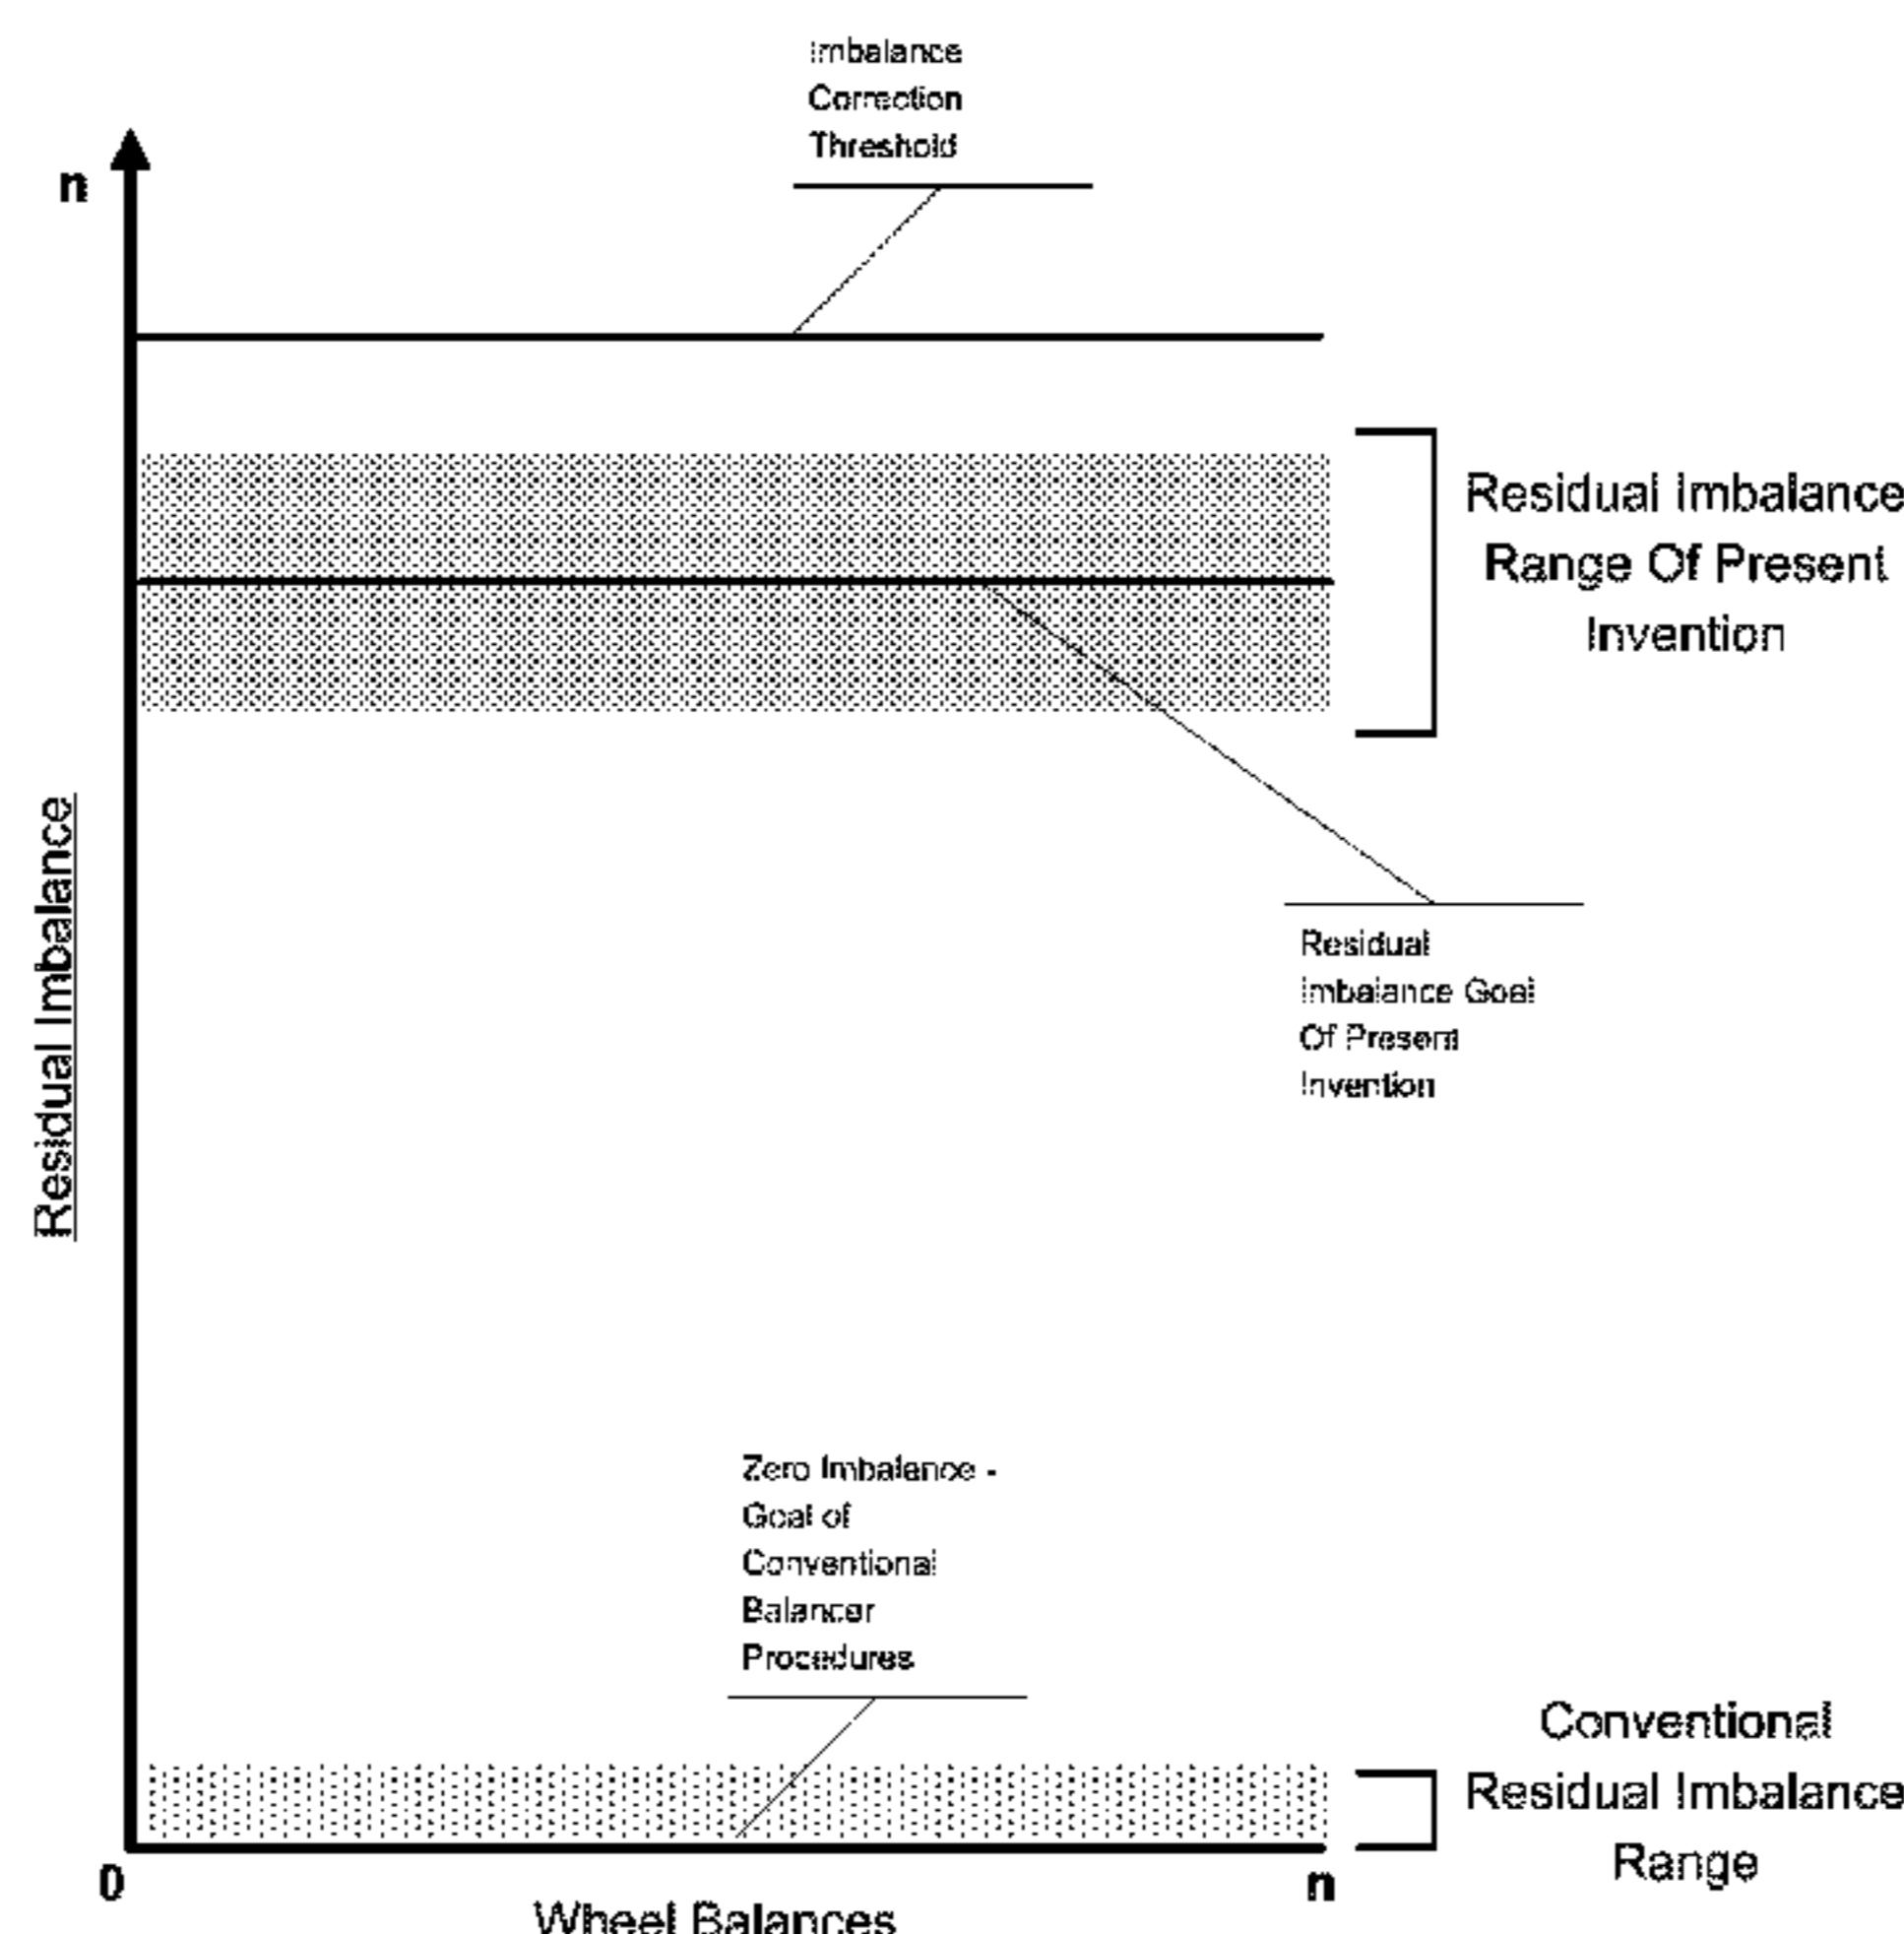 Imbalance
Correction
Threshold
n
Residual Imbalance
Range Of Present
Invention
Residual Imbalance
Residual
Imbalance Goal
Of Present
Invention
Zero Imbalance -
Goal of
Conventional
Balancer
Procedures
Conventional
Residual Imbalance
Range
0
n
Wheel Balances